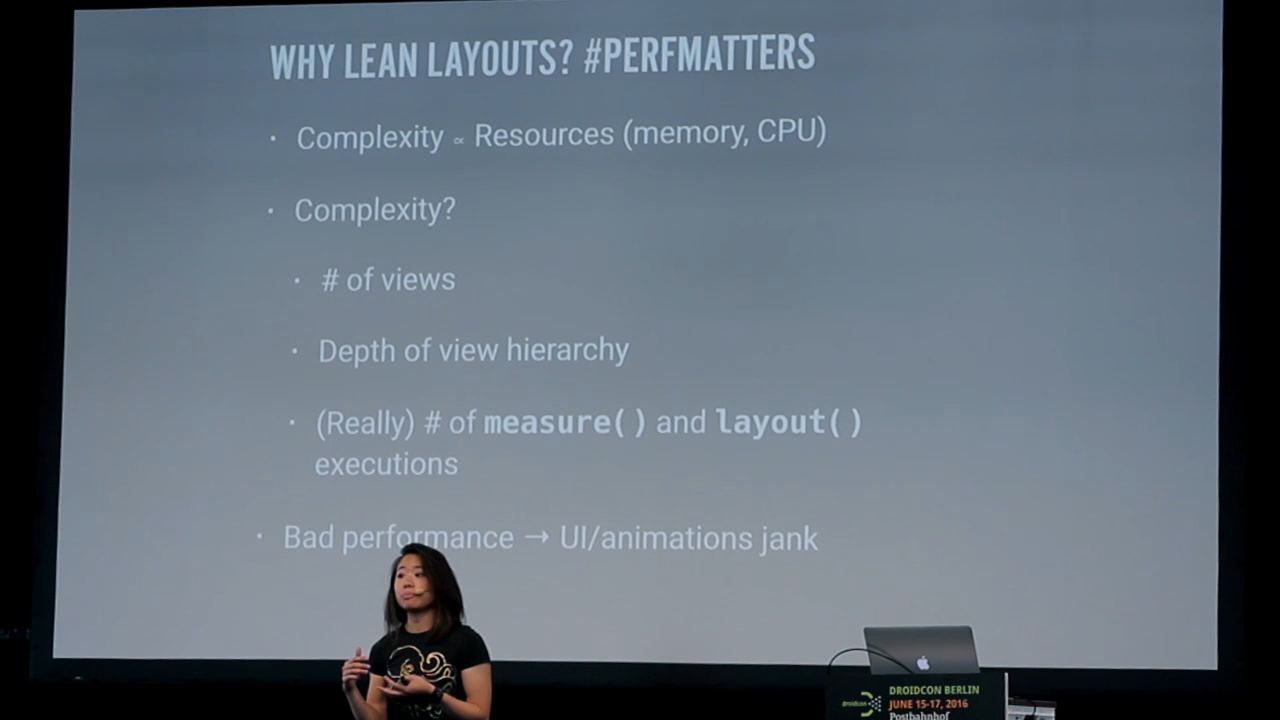 WHY LEAN LAYOUTS? #PERFMATTERS
• Complexity ∝ Resources (memory, CPU)
• Complexity?
• # of views
• Depth of view hierarchy
• (Really) # of measure() and layout()
executions
• Bad performance → UI/animations jank
droidcon
DROIDCON BERLIN
JUNE 15-17, 2016
Postbahnhof